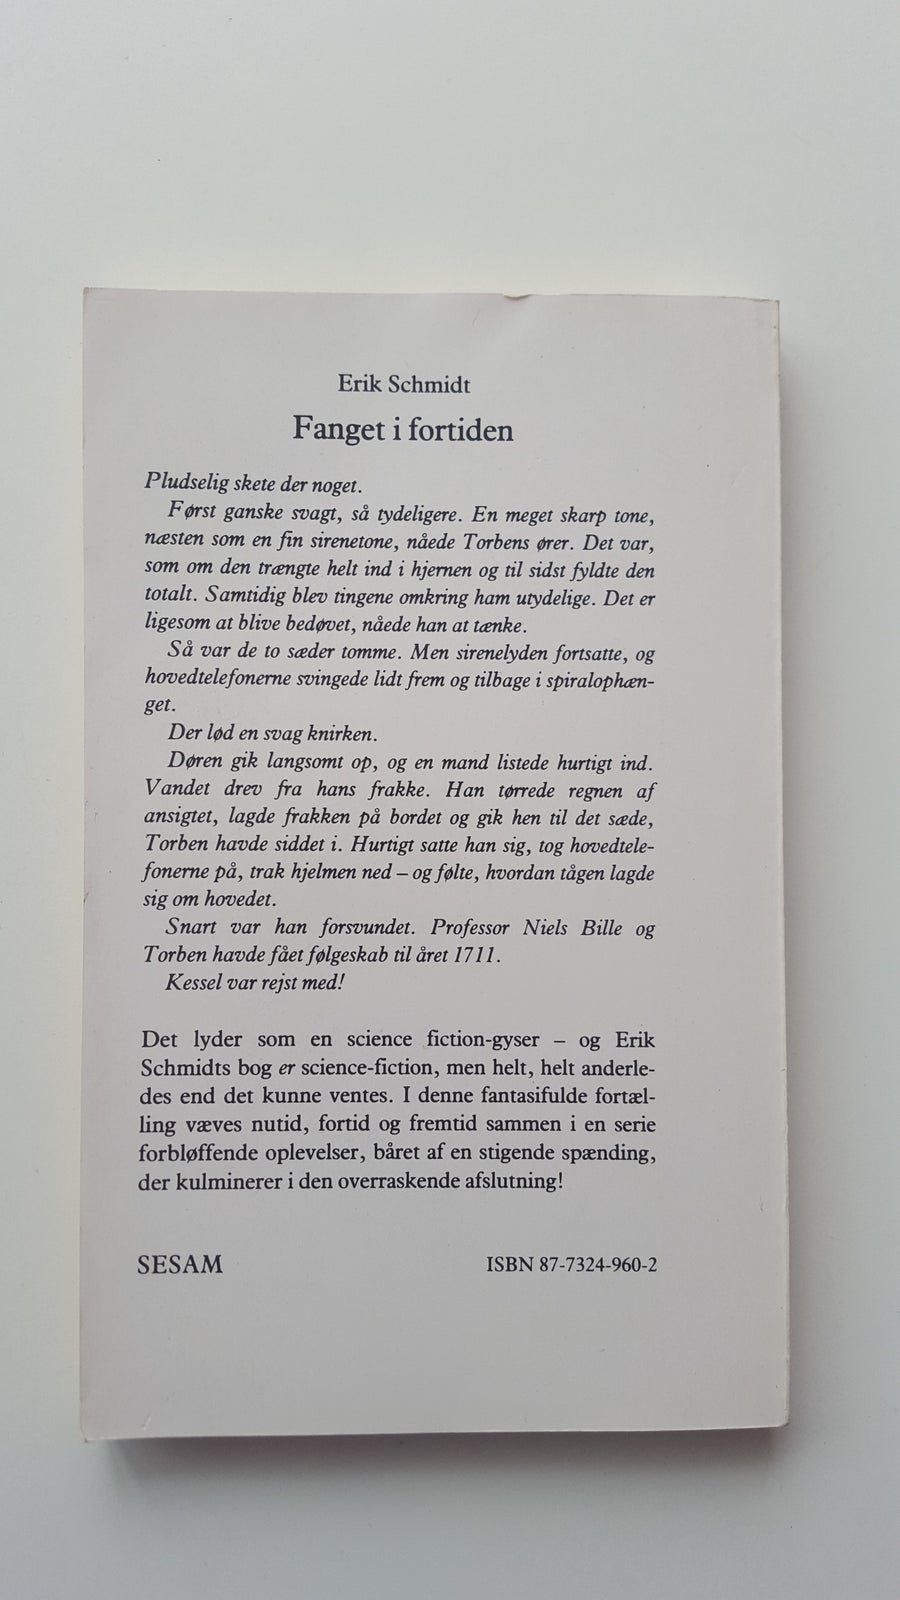 Erik Schmidt
Fanget i fortiden
Pludselig skete der noget.
Først ganske svagt, så tydeligere. En meget skarp tone,
næsten som en fin sirenetone, nåede Torbens ører. Det var,
som om den trængte helt ind i hjernen og til sidst fyldte den
totalt. Samtidig blev tingene omkring ham utydelige. Det er
ligesom at blive bedøvet, nåede han at tænke.
Så var de to sæder tomme. Men sirenelyden fortsatte, og
hovedtelefonerne svingede lidt frem og tilbage i spiralophæn-
get.
Der lød en svag knirken.
Døren gik langsomt op, og en mand listede hurtigt ind.
Vandet drev fra hans frakke. Han tørrede regnen af
ansigtet, lagde frakken på bordet og gik hen til det sæde,
Torben havde siddet i. Hurtigt satte han sig, tog hovedtele-
fonerne på, trak hjelmen ned – og følte, hvordan tågen lagde
sig om hovedet.
Snart var han forsvundet. Professor Niels Bille og
Torben havde fået følgeskab til året 1711.
Kessel var rejst med!
Det lyder som en science fiction-gyser – og Erik
Schmidts bog er science-fiction, men helt, helt anderle-
des end det kunne ventes. I denne fantasifulde fortæl-
ling væves nutid, fortid og fremtid sammen i en serie
forbløffende oplevelser, båret af en stigende spænding,
der kulminerer i den overraskende afslutning!
SESAM
ISBN 87-7324-960-2